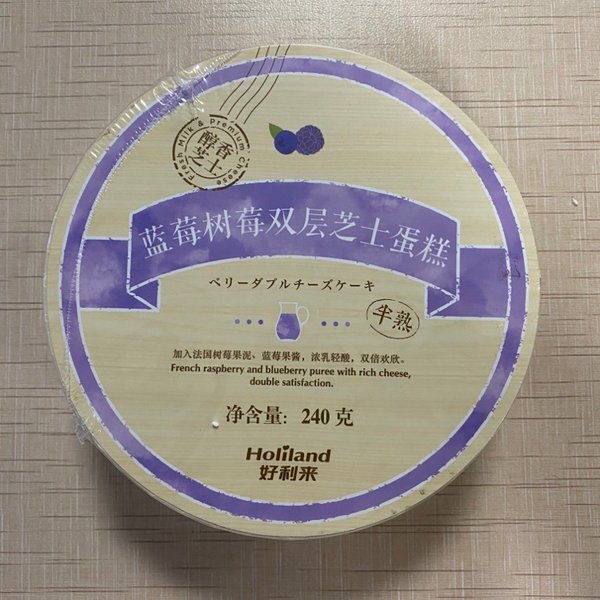 Fresh Milk & Premium Cheese
醇香
芝士
蓝莓树莓双层芝士蛋糕
ベリーダブルチーズケーキ
半熟
加入法国树莓果泥、蓝莓果酱，浓乳轻酸，双倍欢欣。
French raspberry and blueberry puree with rich cheese,
double satisfaction.
净含量：240 克
Holiland
好利来